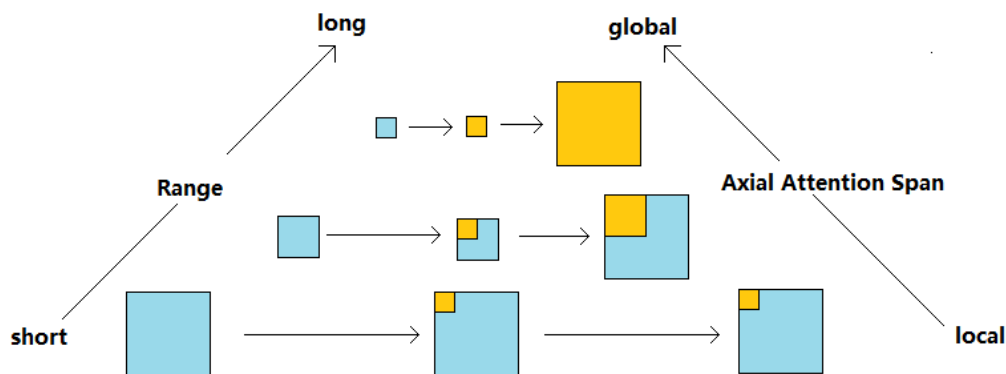 long
global
Range
Axial Attention Span
short
local